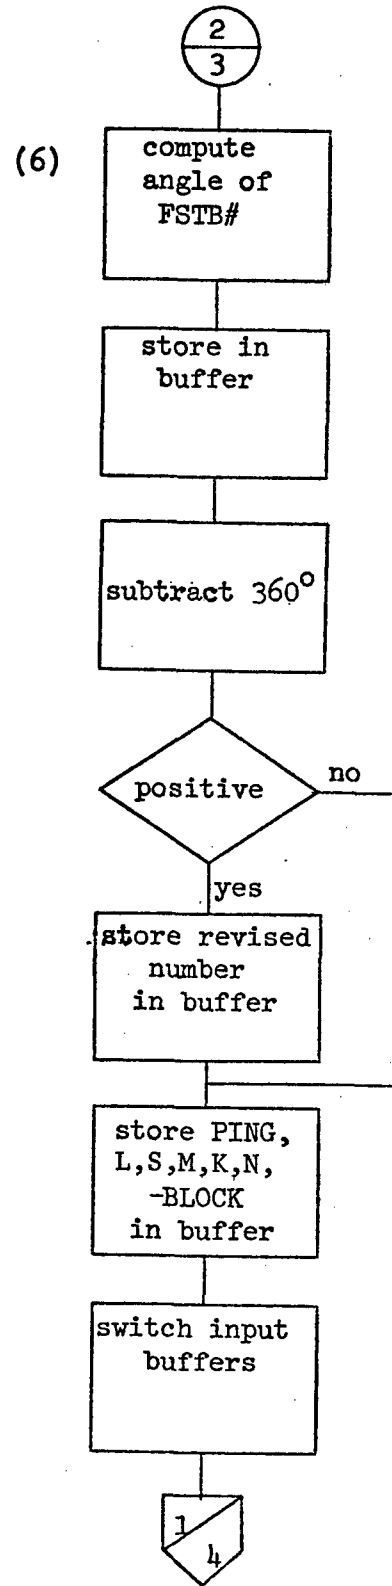 2
3
(6)
compute
angle of
FSTB#
store in
buffer
subtract 360°
positive
no
yes
store revised
number
in buffer
store PING,
L,S,M,K,N,
-BLOCK
in buffer
switch input
buffers
1
4